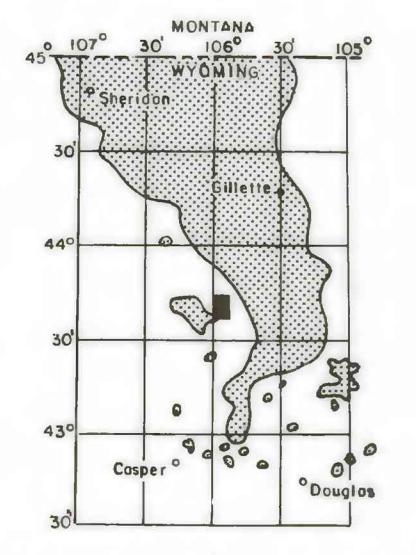 MONTANA
45° 107° 30' 106° 30' 105°
WYOMING
Sheridan
30'
Gillette
44°
30'
43°
Casper
Douglas
30'